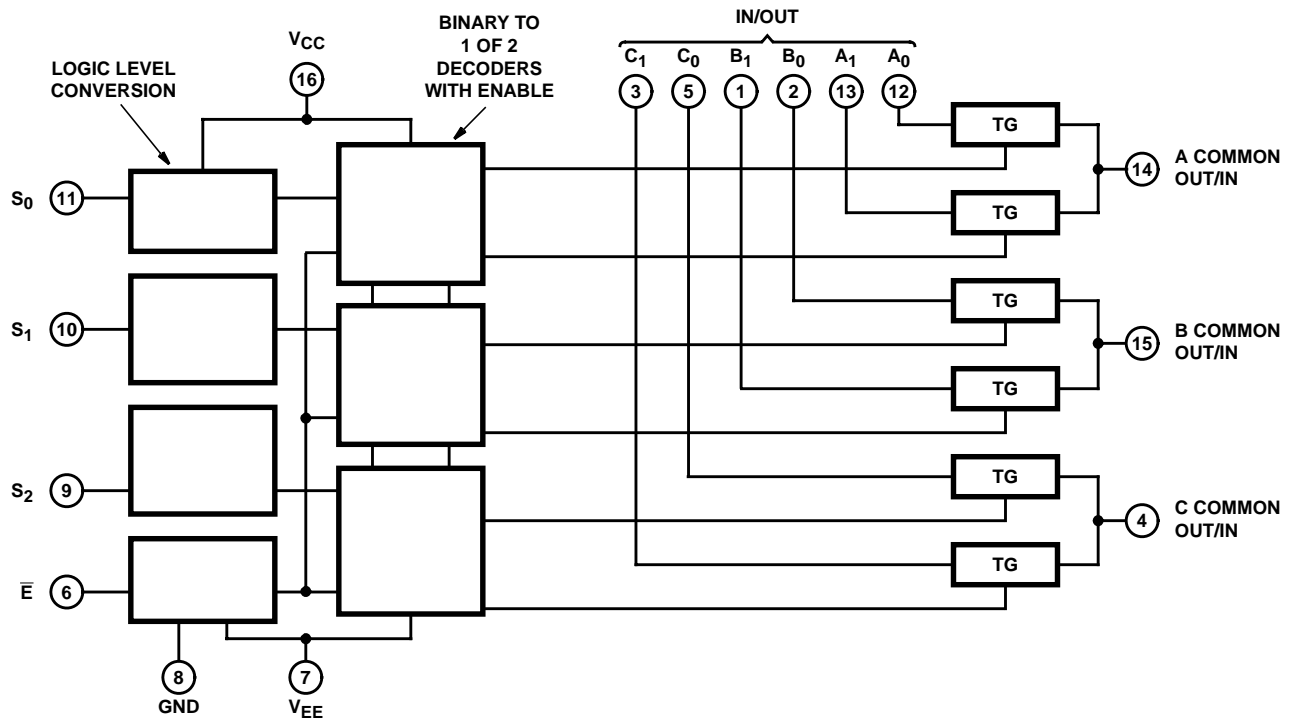 IN/OUT
BINARY TO
1 OF 2
DECODERS
WITH ENABLE
VCC
LOGIC LEVEL
CONVERSION
C1 C0 B1 B0 A1 A0
16
3 5 1 2 13 12
TG
A COMMON
OUT/IN
14
S0 11
TG
TG
B COMMON
OUT/IN
15
S1 10
TG
TG
S2 9
C COMMON
OUT/IN
4
TG
E̅ 6
8
7
GND
VEE